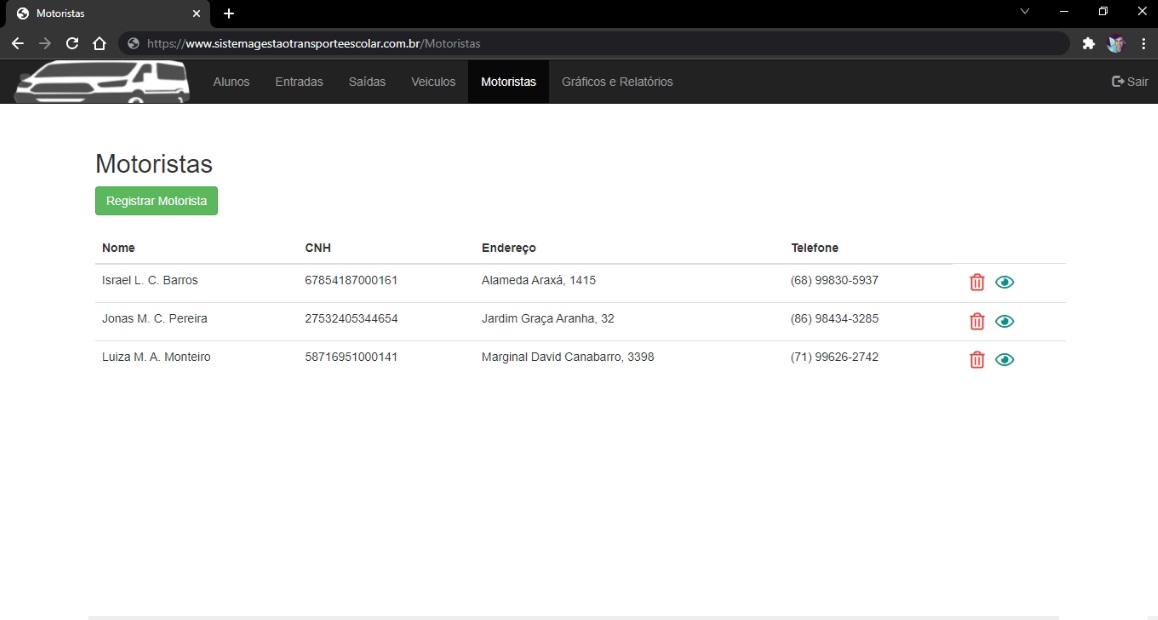 Motoristas
https://www.sistemagestaotransporteescolar.com.br/Motoristas
Alunos Entradas Saídas Veiculos Motoristas Gráficos e Relatórios Sair
Motoristas
Registrar Motorista
Nome CNH Endereço Telefone
Israel L. C. Barros 67854187000161 Alameda Araxá, 1415 (68) 99830-5937
Jonas M. C. Pereira 27532405344654 Jardim Graça Aranha, 32 (86) 98434-3285
Luiza M. A. Monteiro 58716951000141 Marginal David Canabarro, 3398 (71) 99626-2742